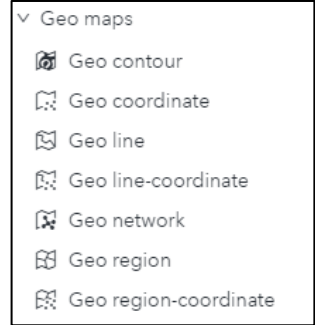 Geo maps
Geo contour
Geo coordinate
Geo line
Geo line-coordinate
Geo network
Geo region
Geo region-coordinate